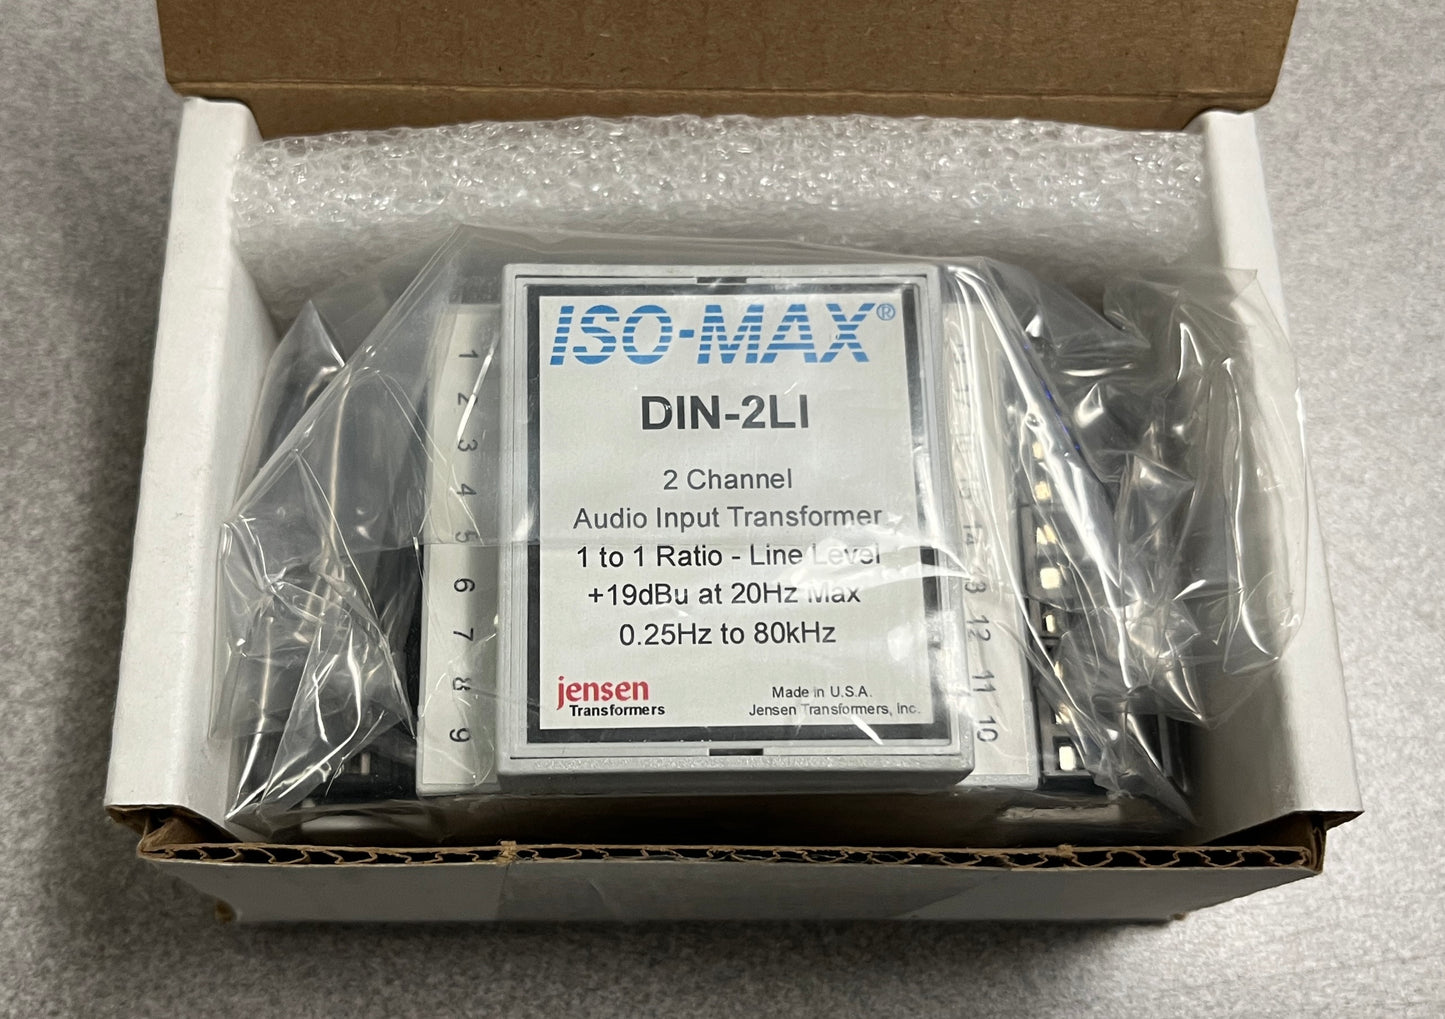 ISO-MAX®
DIN-2LI
2 Channel
Audio Input Transformer
1 to 1 Ratio - Line Level
+19dBu at 20Hz Max
0.25Hz to 80kHz
jensen
Transformers
Made in U.S.A.
Jensen Transformers, Inc.
1
2
3
4
5
6
7
8
9
14
13
12
11
10